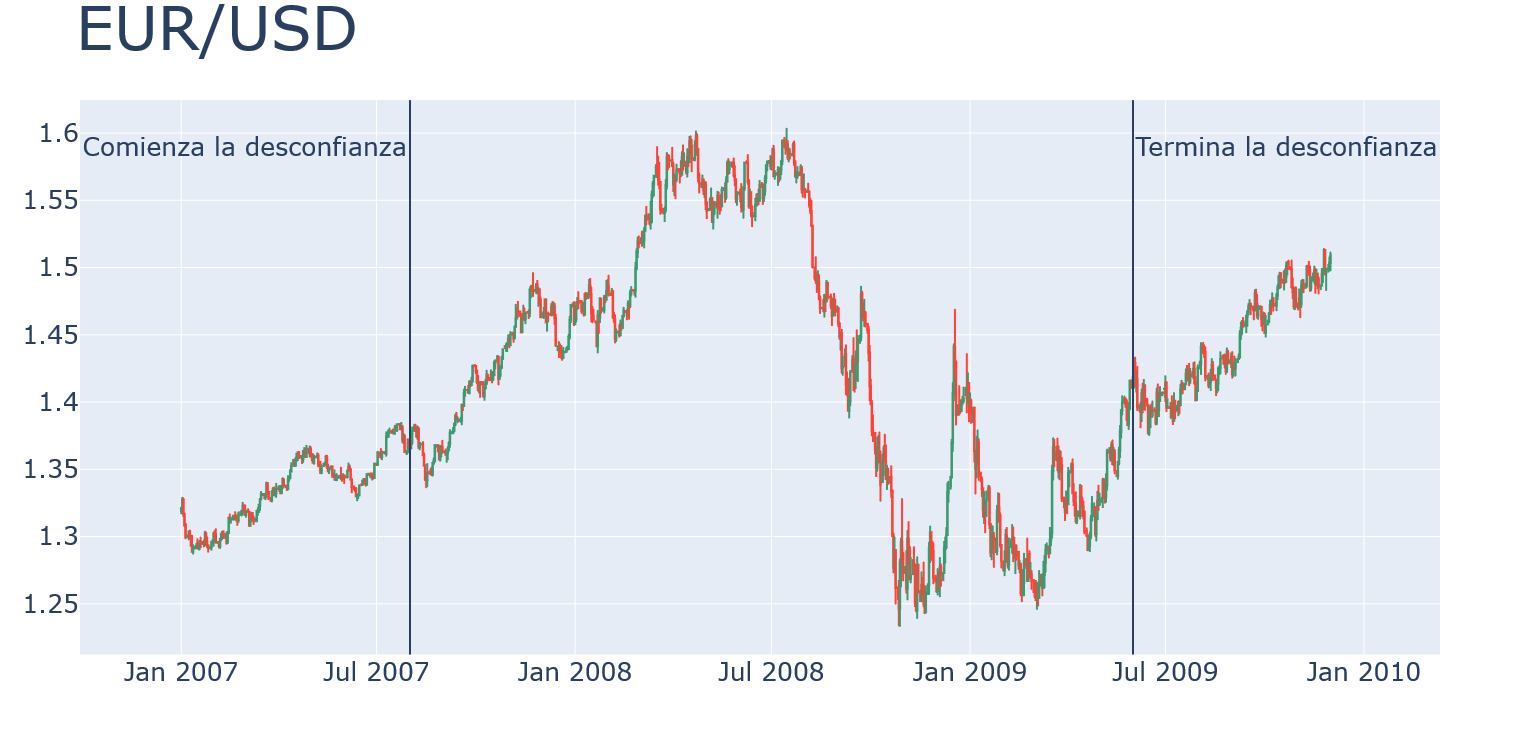 EUR/USD
1.6
Comienza la desconfianza
Termina la desconfianza
1.55
1.5
1.45
1.4
1.35
1.3
1.25
Jan 2007
Jul 2007
Jan 2008
Jul 2008
Jan 2009
Jul 2009
Jan 2010